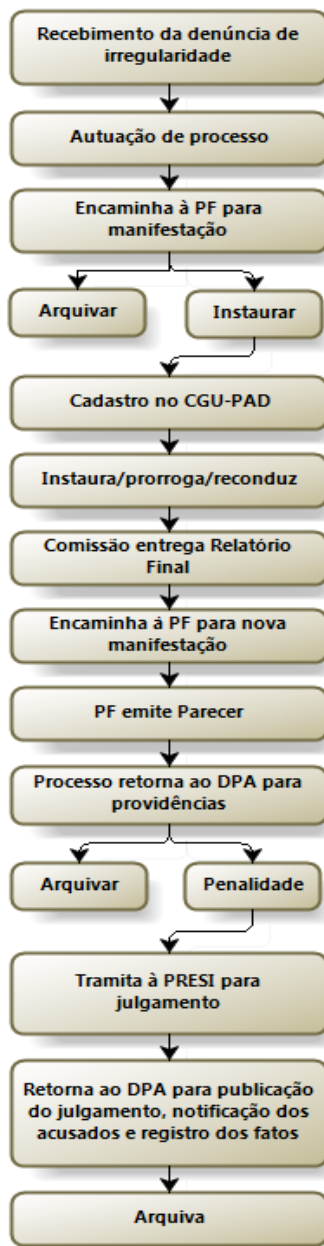 Recebimento da denúncia de
irregularidade
Autuação de processo
Encaminha à PF para
manifestação
Arquivar
Instaurar
Cadastro no CGU-PAD
Instaura/prorroga/reconduz
Comissão entrega Relatório
Final
Encaminha á PF para nova
manifestação
PF emite Parecer
Processo retorna ao DPA para
providências
Arquivar
Penalidade
Tramita à PRESI para
julgamento
Retorna ao DPA para publicação
do julgamento, notificação dos
acusados e registro dos fatos
Arquiva